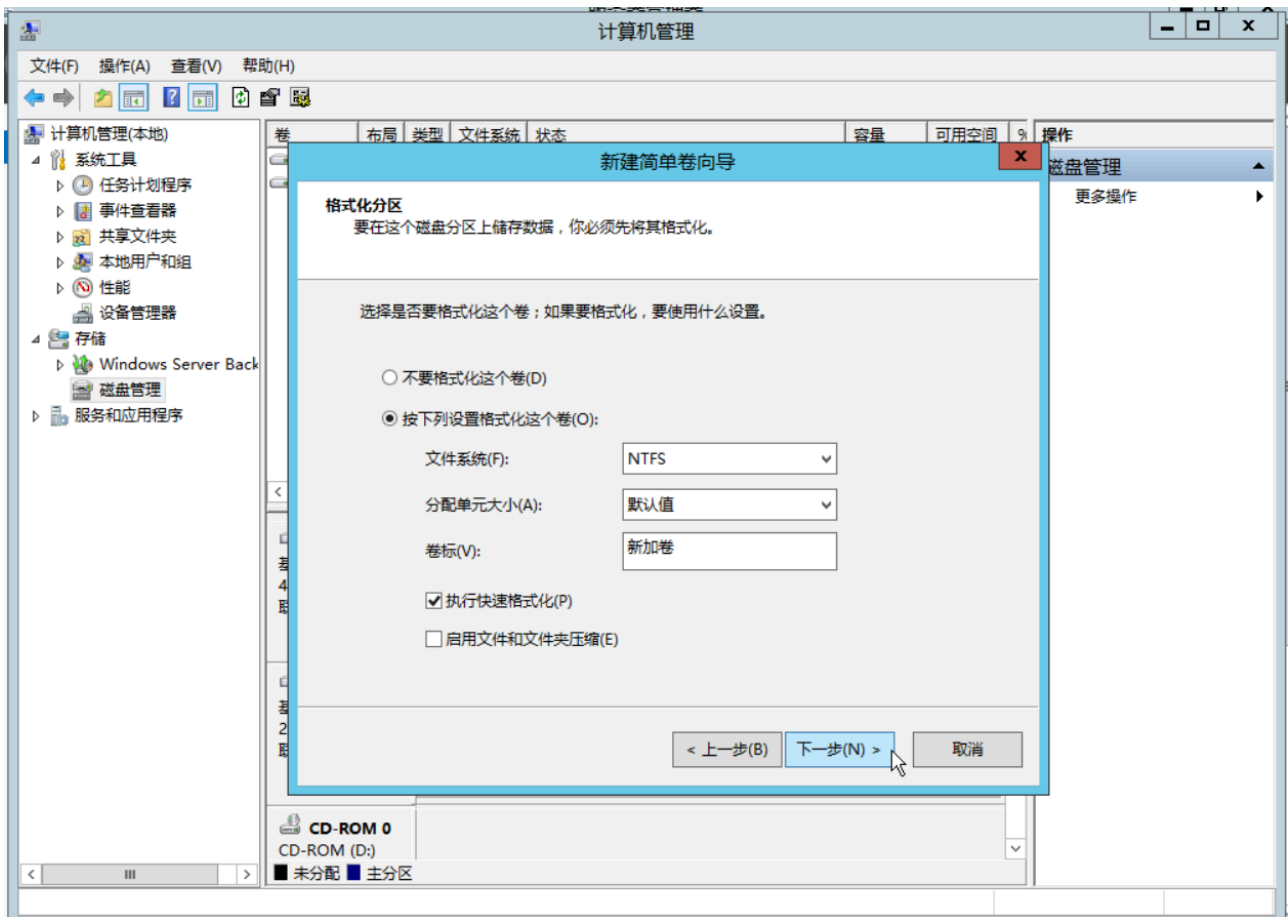 计算机管理
文件(F) 操作(A) 查看(V) 帮助(H)
计算机管理(本地)
系统工具
任务计划程序
事件查看器
共享文件夹
本地用户和组
性能
设备管理器
存储
Windows Server Back
磁盘管理
服务和应用程序
卷 布局 类型 文件系统 状态 容量 可用空间 %
操作
磁盘管理
更多操作
新建简单卷向导
x
格式化分区
要在这个磁盘分区上储存数据，你必须先将其格式化。
选择是否要格式化这个卷；如果要格式化，要使用什么设置。
不要格式化这个卷(D)
按下列设置格式化这个卷(O):
文件系统(F): NTFS
分配单元大小(A): 默认值
卷标(V): 新加卷
执行快速格式化(P)
启用文件和文件夹压缩(E)
< 上一步(B) 下一步(N) > 取消
基
4
基
2
CD-ROM 0
CD-ROM (D:)
未分配 主分区